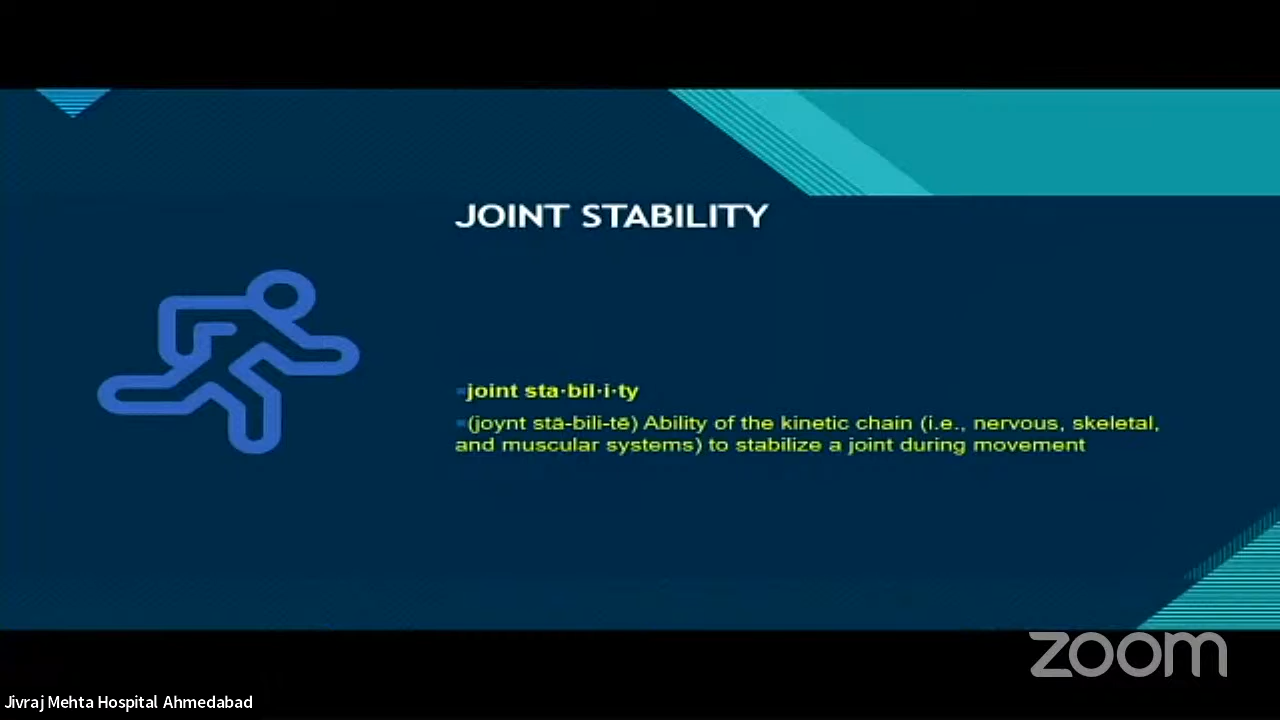 JOINT STABILITY
▪joint sta·bil·i·ty
▪(joynt stă-bili-tē) Ability of the kinetic chain (i.e., nervous, skeletal,
and muscular systems) to stabilize a joint during movement
zoom
Jivraj Mehta Hospital Ahmedabad